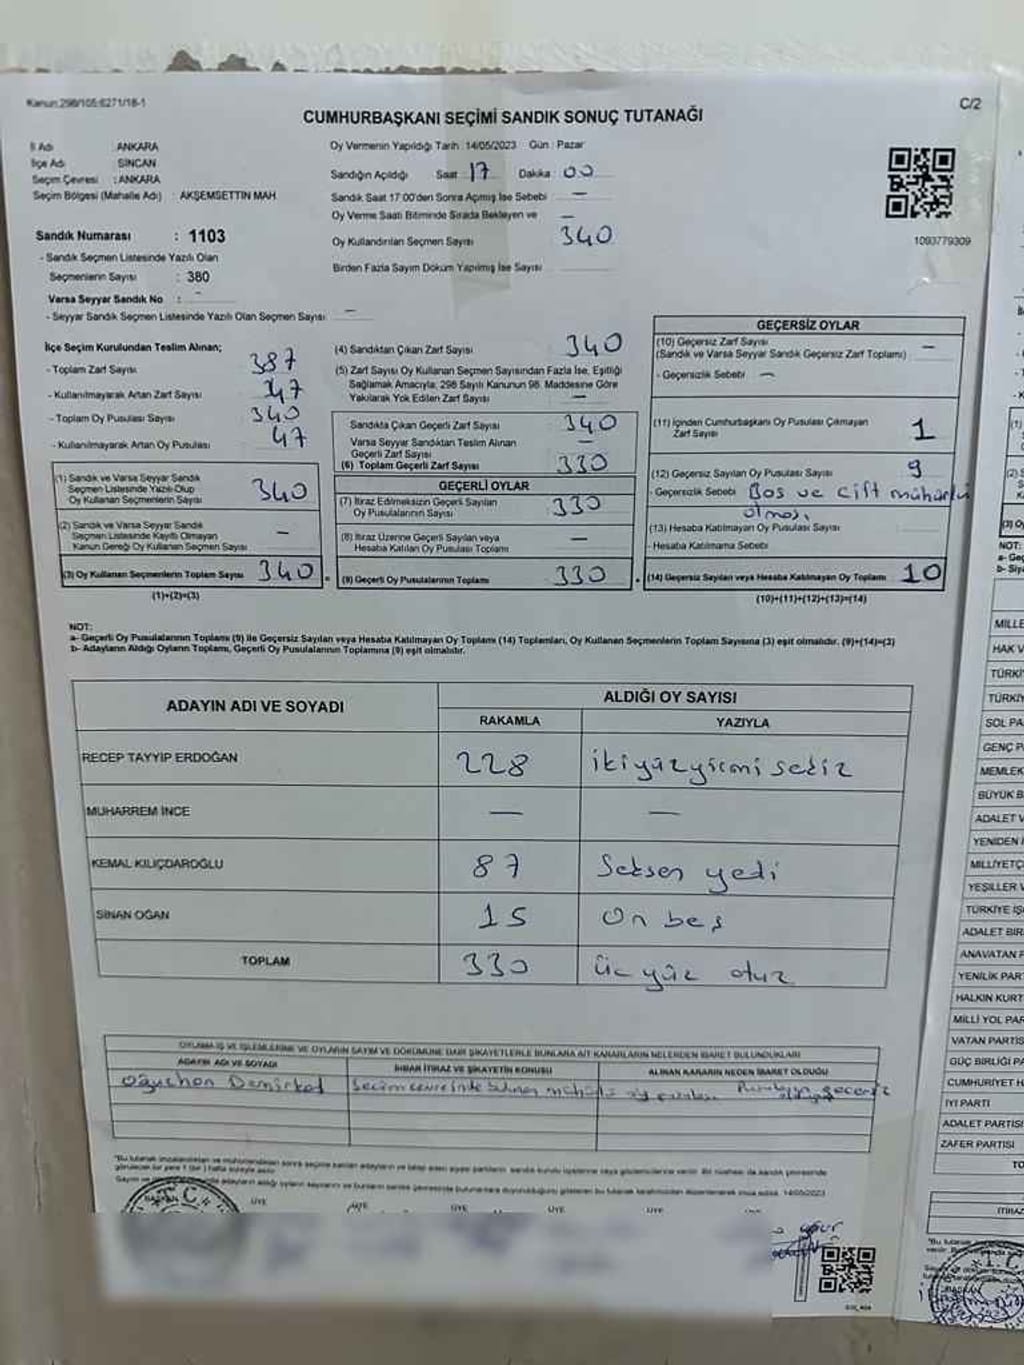 Kanun:298/105;6271/18-1
C/2
CUMHURBAŞKANI SEÇİMİ SANDIK SONUÇ TUTANAĞI
İl Adı : ANKARA
İlçe Adı : SİNCAN
Seçim Çevresi : ANKARA
Seçim Bölgesi (Mahalle Adı) : AKŞEMSETTİN MAH
Sandık Numarası : 1103
- Sandık Seçmen Listesinde Yazılı Olan
Seçmenlerin Sayısı : 380
Varsa Seyyar Sandık No : -
- Seyyar Sandık Seçmen Listesinde Yazılı Olan Seçmen Sayısı —
Oy Vermenin Yapıldığı Tarih : 14/05/2023 Gün : Pazar
Sandığın Açıldığı Saat 17 Dakika 00
Sandık Saat 17:00'den Sonra Açmış İse Sebebi —
Oy Verme Saati Bitiminde Sırada Bekleyen ve —
Oy Kullandırılan Seçmen Sayısı 340
Birden Fazla Sayım Döküm Yapılmış İse Sayısı
1093779309
İlçe Seçim Kurulundan Teslim Alınan;
- Toplam Zarf Sayısı 387
- Kullanılmayarak Artan Zarf Sayısı 47
- Toplam Oy Pusulası Sayısı 340
- Kullanılmayarak Artan Oy Pusulası 47
(1) Sandık ve Varsa Seyyar Sandık
Seçmen Listesinde Yazılı Olup
Oy Kullanan Seçmenlerin Sayısı 340
(2) Sandık ve Varsa Seyyar Sandık
Seçmen Listesinde Kayıtlı Olmayan
Kanun Gereği Oy Kullanan Seçmen Sayısı —
(3) Oy Kullanan Seçmenlerin Toplam Sayısı 340
(1)+(2)=(3)
(4) Sandıktan Çıkan Zarf Sayısı 340
(5) Zarf Sayısı Oy Kullanan Seçmen Sayısından Fazla İse, Eşitliği
Sağlamak Amacıyla; 298 Sayılı Kanunun 98. Maddesine Göre
Yakılarak Yok Edilen Zarf Sayısı —
Sandıkta Çıkan Geçerli Zarf Sayısı 340
Varsa Seyyar Sandıktan Teslim Alınan
Geçerli Zarf Sayısı —
(6) Toplam Geçerli Zarf Sayısı 330
GEÇERLİ OYLAR
(7) İtiraz Edilmeksizin Geçerli Sayılan
Oy Pusulalarının Sayısı 330
(8) İtiraz Üzerine Geçerli Sayılan veya
Hesaba Katılan Oy Pusulası Toplamı —
(9) Geçerli Oy Pusulalarının Toplamı 330
GEÇERSİZ OYLAR
(10) Geçersiz Zarf Sayısı —
(Sandık ve Varsa Seyyar Sandık Geçersiz Zarf Toplamı)
- Geçersizlik Sebebi —
(11) İçinden Cumhurbaşkanı Oy Pusulası Çıkmayan
Zarf Sayısı 1
(12) Geçersiz Sayılan Oy Pusulası Sayısı 9
- Geçersizlik Sebebi Boş ve çift mühürlü
olması
(13) Hesaba Katılmayan Oy Pusulası Sayısı
- Hesaba Katılmama Sebebi
(14) Geçersiz Sayılan veya Hesaba Katılmayan Oy Toplamı 10
(10)+(11)+(12)+(13)=(14)
NOT:
a- Geçerli Oy Pusulalarının Toplamı (9) ile Geçersiz Sayılan veya Hesaba Katılmayan Oy Toplamı (14) Toplamları, Oy Kullanan Seçmenlerin Toplam Sayısına (3) eşit olmalıdır. (9)+(14)=(3)
b- Adayların Aldığı Oyların Toplamı, Geçerli Oy Pusulalarının Toplamına (9) eşit olmalıdır.
ADAYIN ADI VE SOYADI
ALDIĞI OY SAYISI
RAKAMLA YAZIYLA
RECEP TAYYİP ERDOĞAN 228 ikiyüzyirmi sekiz
MUHARREM İNCE — —
KEMAL KILIÇDAROĞLU 87 Seksen yedi
SİNAN OĞAN 15 On beş
TOPLAM 330 üç yüz otuz
OYLAMA İŞ VE İŞLEMLERİNE VE OYLARIN SAYIM VE DÖKÜMÜNE DAİR ŞİKAYETLERLE BUNLARA AİT KARARLARIN NELERDEN İBARET BULUNDUKLARI
ADAYIN ADI VE SOYADI
İHBAR İTİRAZ VE ŞİKAYETİN KONUSU
ALINAN KARARIN NEDEN İBARET OLDUĞU
geçersiz
ÜYE ÜYE ÜYE ÜYE ÜYE
MİLLE
HAK V
TÜRKİ
TÜRKİY
SOL PA
GENÇ P
MEMLEK
BÜYÜK B
ADALET V
YENİDEN
MİLLİYETÇ
YEŞİLLER V
TÜRKİYE İŞ
ADALET BİR
ANAVATAN P
YENİLİK PAR
HALKIN KURT
MİLLİ YOL PAR
VATAN PARTİS
GÜÇ BİRLİĞİ PA
CUMHURİYET H
İYİ PARTİ
ADALET PARTİSİ
ZAFER PARTİSİ
TO